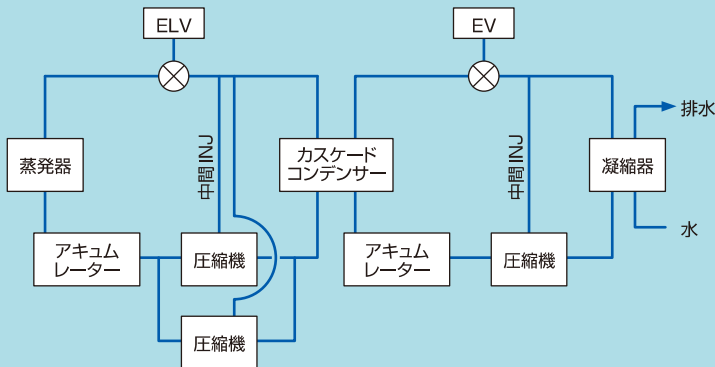 ELV
EV
蒸発器
中間INJ
カスケード
コンデンサー
中間INJ
凝縮器
排水
水
アキュム
レーター
圧縮機
アキュム
レーター
圧縮機
圧縮機